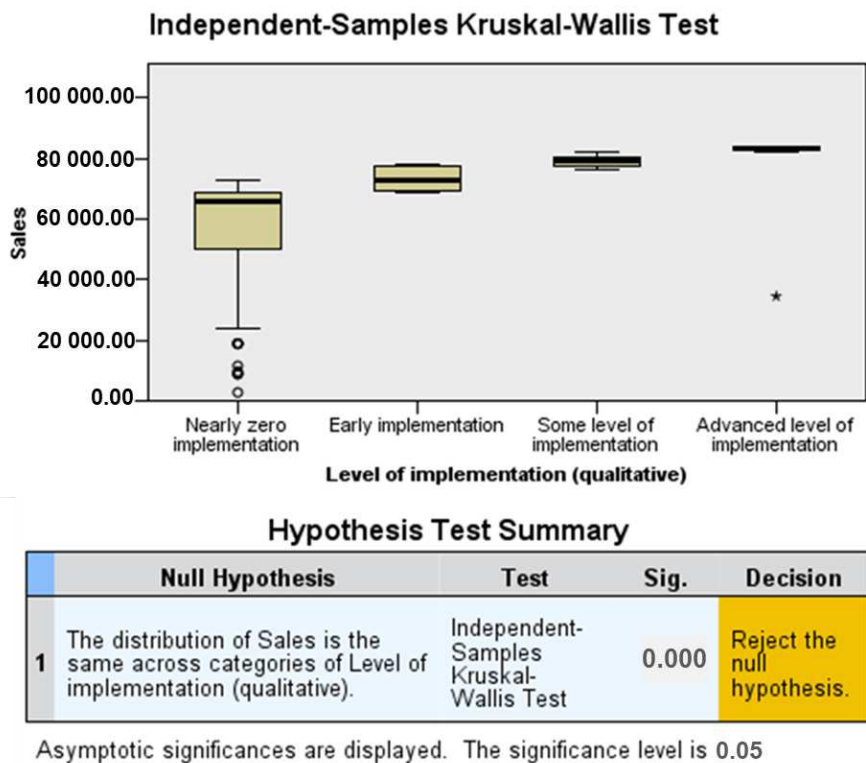 Independent-Samples Kruskal-Wallis Test
100 000.00
80 000.00
60 000.00
40 000.00
20 000.00
0.00
Sales
Nearly zero
implementation
Early implementation
Some level of
implementation
Advanced level of
implementation
Level of implementation (qualitative)
Hypothesis Test Summary
Null Hypothesis Test Sig. Decision
1
The distribution of Sales is the
same across categories of Level of
implementation (qualitative).
Independent-
Samples
Kruskal-
Wallis Test
0.000
Reject the
null
hypothesis.
Asymptotic significances are displayed. The significance level is 0.05